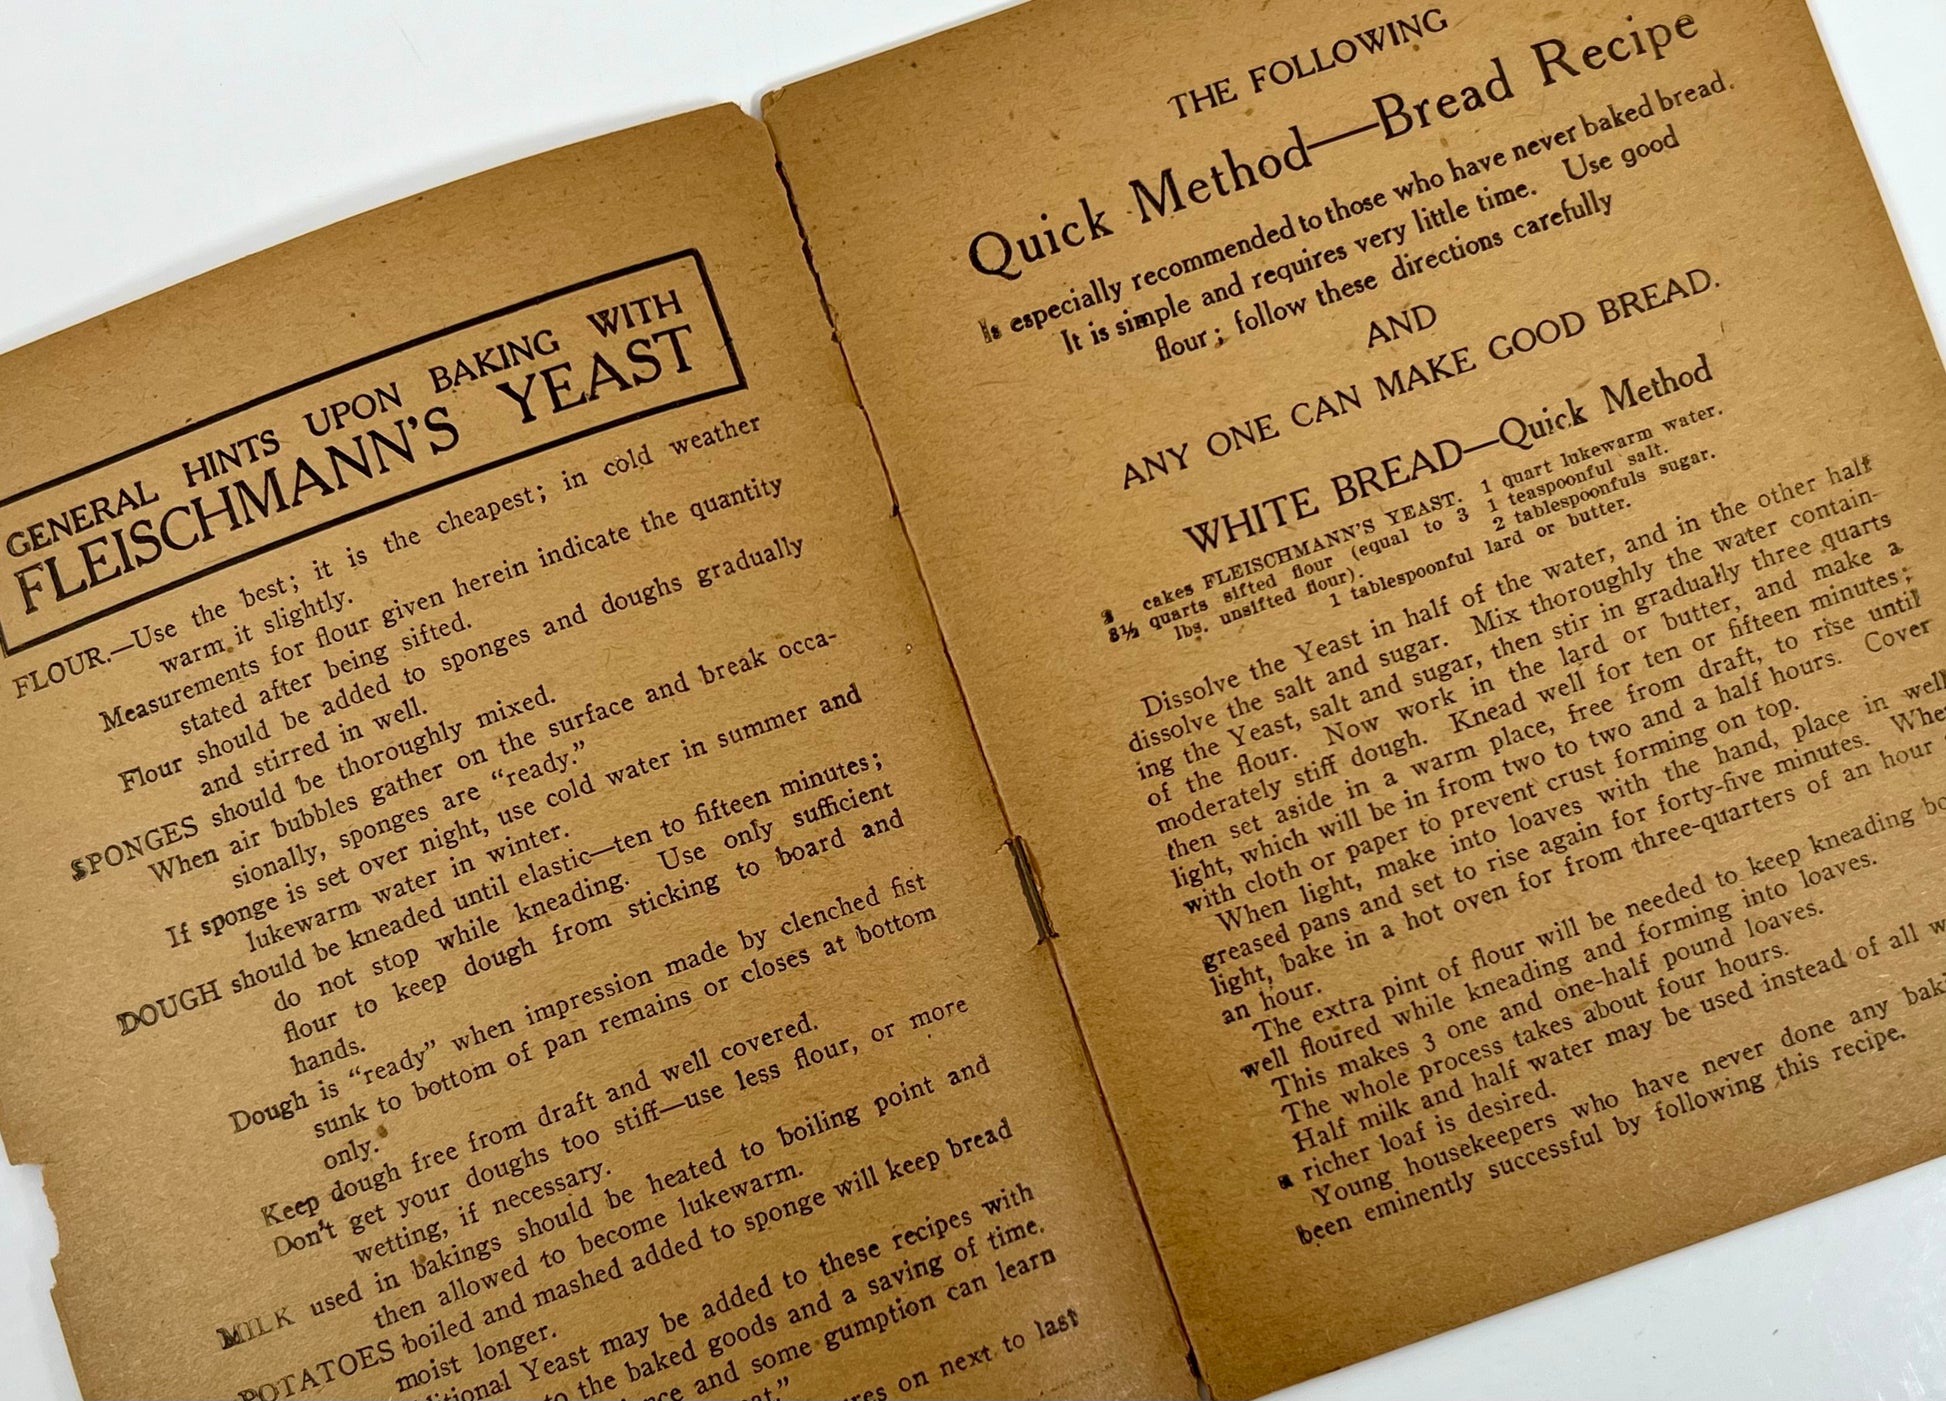 GENERAL HINTS UPON BAKING WITH
FLEISCHMANN'S YEAST
FLOUR.—Use the best; it is the cheapest; in cold weather
warm it slightly.
Measurements for flour given herein indicate the quantity
stated after being sifted.
Flour should be added to sponges and doughs gradually
and stirred in well.
SPONGES should be thoroughly mixed.
When air bubbles gather on the surface and break occa-
sionally, sponges are "ready."
If sponge is set over night, use cold water in summer and
lukewarm water in winter.
DOUGH should be kneaded until elastic—ten to fifteen minutes;
do not stop while kneading. Use only sufficient
flour to keep dough from sticking to board and
hands.
Dough is "ready" when impression made by clenched fist
sunk to bottom of pan remains or closes at bottom
only.
Keep dough free from draft and well covered.
Don't get your doughs too stiff—use less flour, or more
wetting, if necessary.
MILK used in bakings should be heated to boiling point and
then allowed to become lukewarm.
POTATOES boiled and mashed added to sponge will keep bread
moist longer.
Yeast may be added to these recipes with
the baked goods and a saving of time.
and some gumption can learn
on next to last
THE FOLLOWING
Quick Method—Bread Recipe
Is especially recommended to those who have never baked bread.
It is simple and requires very little time. Use good
flour; follow these directions carefully
AND
ANY ONE CAN MAKE GOOD BREAD.
WHITE BREAD—Quick Method
cakes FLEISCHMANN'S YEAST. 1 quart lukewarm water.
3½ quarts sifted flour (equal to 3 1 teaspoonful salt.
lbs. unsifted flour). 2 tablespoonfuls sugar.
1 tablespoonful lard or butter.
Dissolve the Yeast in half of the water, and in the other half
dissolve the salt and sugar. Mix thoroughly the water contain-
ing the Yeast, salt and sugar, then stir in gradually three quarts
of the flour. Now work in the lard or butter, and make a
moderately stiff dough. Knead well for ten or fifteen minutes;
then set aside in a warm place, free from draft, to rise until
light, which will be in from two to two and a half hours. Cover
with cloth or paper to prevent crust forming on top.
When light, make into loaves with the hand, place in well
greased pans and set to rise again for forty-five minutes. When
light, bake in a hot oven for from three-quarters of an hour
an hour.
The extra pint of flour will be needed to keep kneading
well floured while kneading and forming into loaves.
This makes 3 one and one-half pound loaves.
The whole process takes about four hours.
Half milk and half water may be used instead of all
a richer loaf is desired.
Young housekeepers who have never done any
been eminently successful by following this recipe.